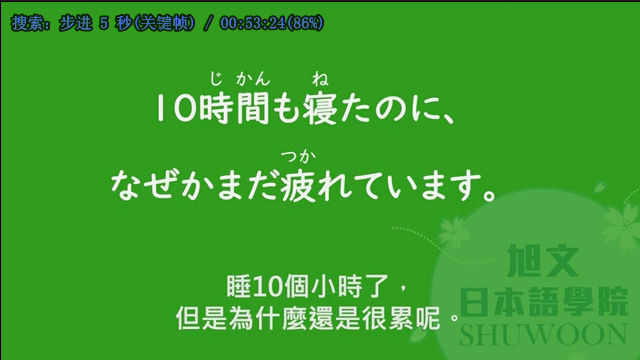 搜索: 步进 5 秒(关键帧) / 00:53:24(86%)
じ かん ね
10時間も寝たのに、
つか
なぜかまだ疲れています。
睡10個小時了，
但是為什麼還是很累呢。
旭文
日本語學院
SHUWOON